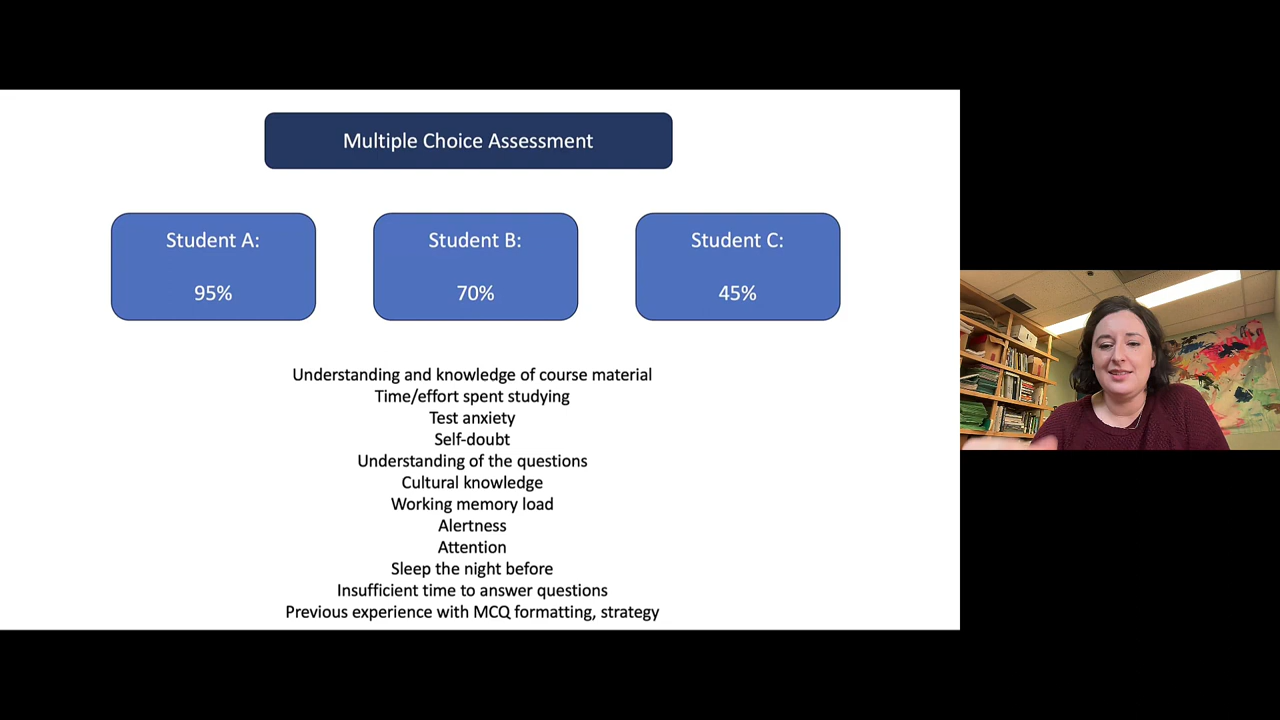 Multiple Choice Assessment
Student A:
95%
Student B:
70%
Student C:
45%
Understanding and knowledge of course material
Time/effort spent studying
Test anxiety
Self-doubt
Understanding of the questions
Cultural knowledge
Working memory load
Alertness
Attention
Sleep the night before
Insufficient time to answer questions
Previous experience with MCQ formatting, strategy